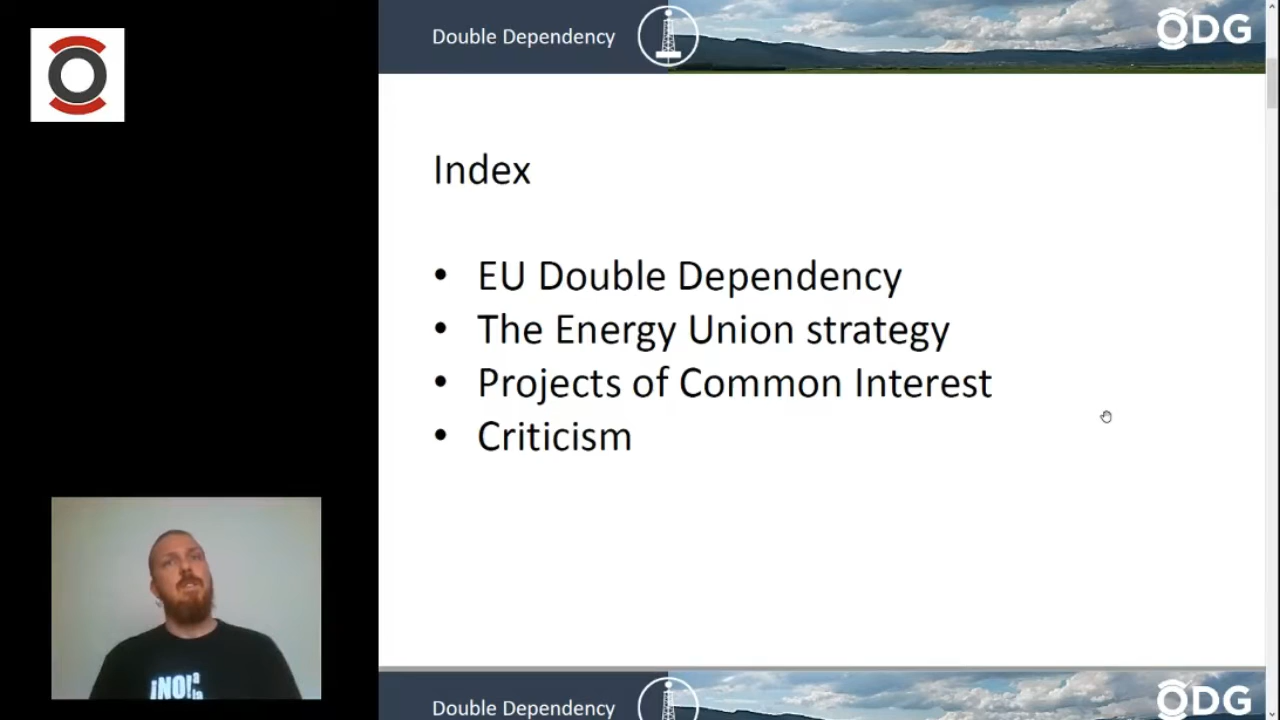 Double Dependency
ODG
Index
• EU Double Dependency
• The Energy Union strategy
• Projects of Common Interest
• Criticism
¡NO!
Double Dependency
ODG